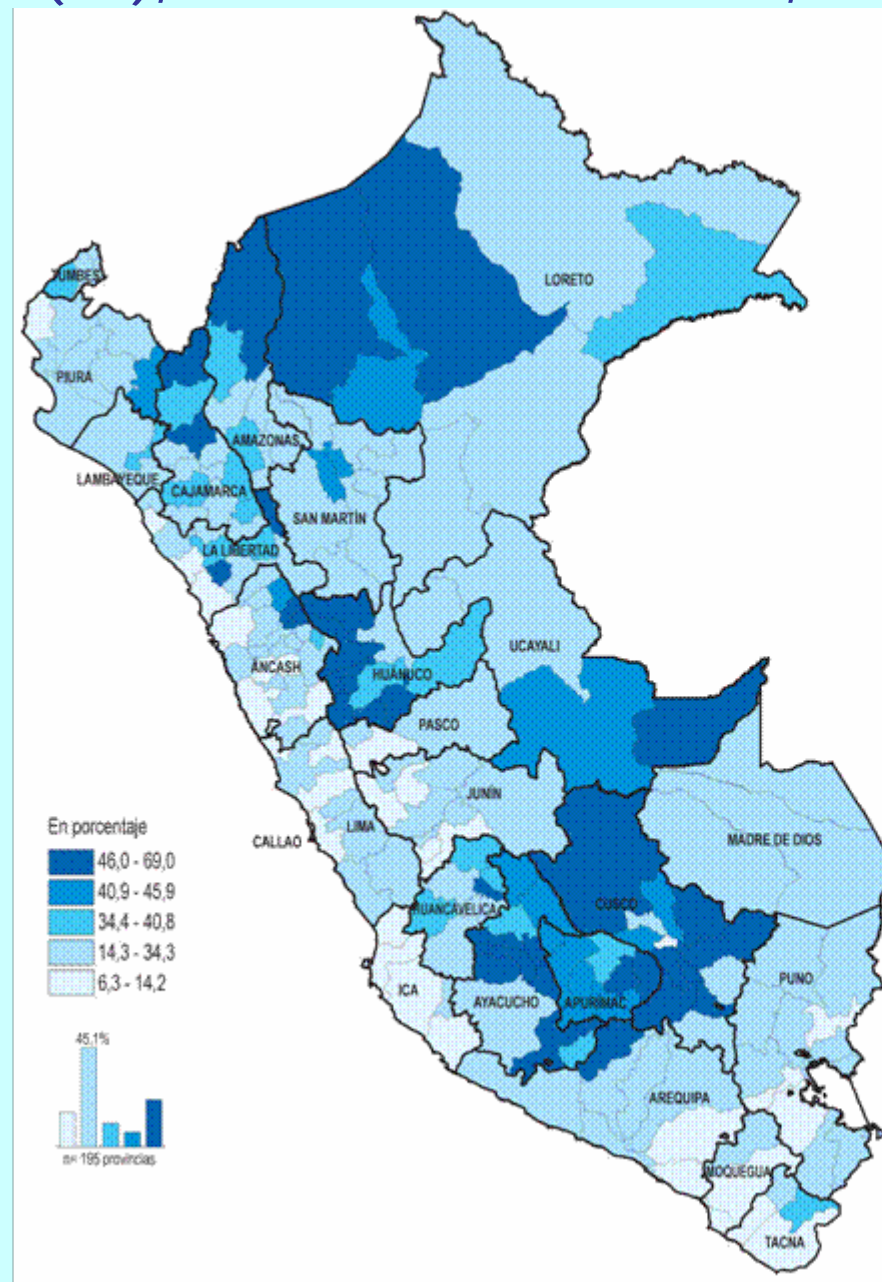 TUMBES
LORETO
PIURA
AMAZONAS
LAMBAYEQUE
CAJAMARCA
SAN MARTÍN
LA LIBERTAD
ÁNCASH
HUÁNUCO
UCAYALI
PASCO
JUNÍN
LIMA
CALLAO
MADRE DE DIOS
CUSCO
HUANCAVELICA
ICA
AYACUCHO
APURÍMAC
PUNO
AREQUIPA
MOQUEGUA
TACNA
En porcentaje
46,0 - 69,0
40,9 - 45,9
34,4 - 40,8
14,3 - 34,3
6,3 - 14,2
45,1%
n= 195 provincias